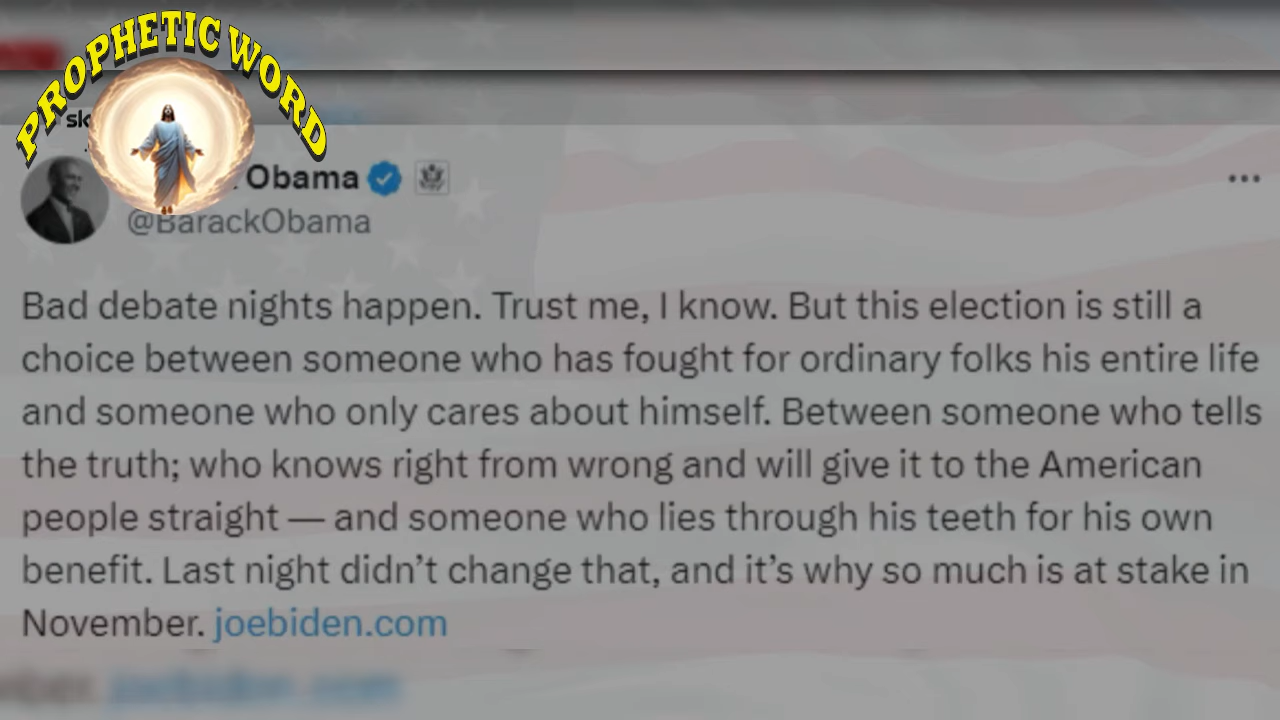 PROPHETIC WORD
sk
Obama
@BarackObama
Bad debate nights happen. Trust me, I know. But this election is still a
choice between someone who has fought for ordinary folks his entire life
and someone who only cares about himself. Between someone who tells
the truth; who knows right from wrong and will give it to the American
people straight — and someone who lies through his teeth for his own
benefit. Last night didn’t change that, and it’s why so much is at stake in
November. joebiden.com
joebiden.com